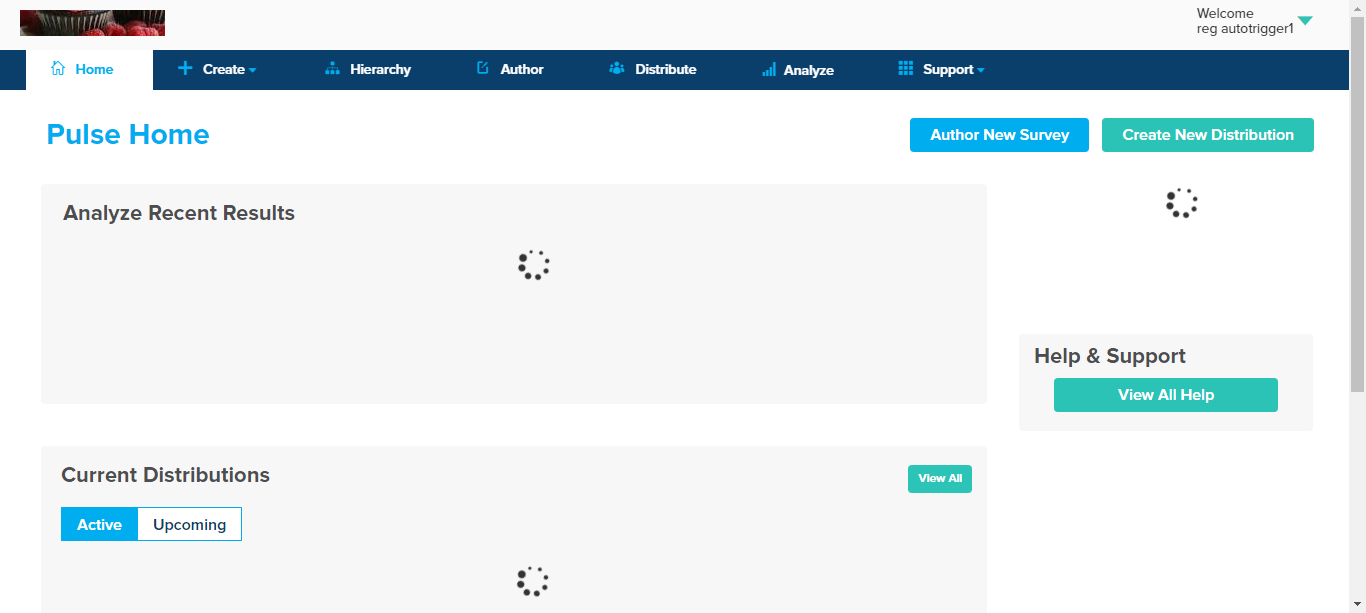 Welcome
reg autotrigger1
Home
Create
Hierarchy
Author
Distribute
Analyze
Support
Pulse Home
Author New Survey
Create New Distribution
Analyze Recent Results
Help & Support
View All Help
Current Distributions
View All
Active
Upcoming